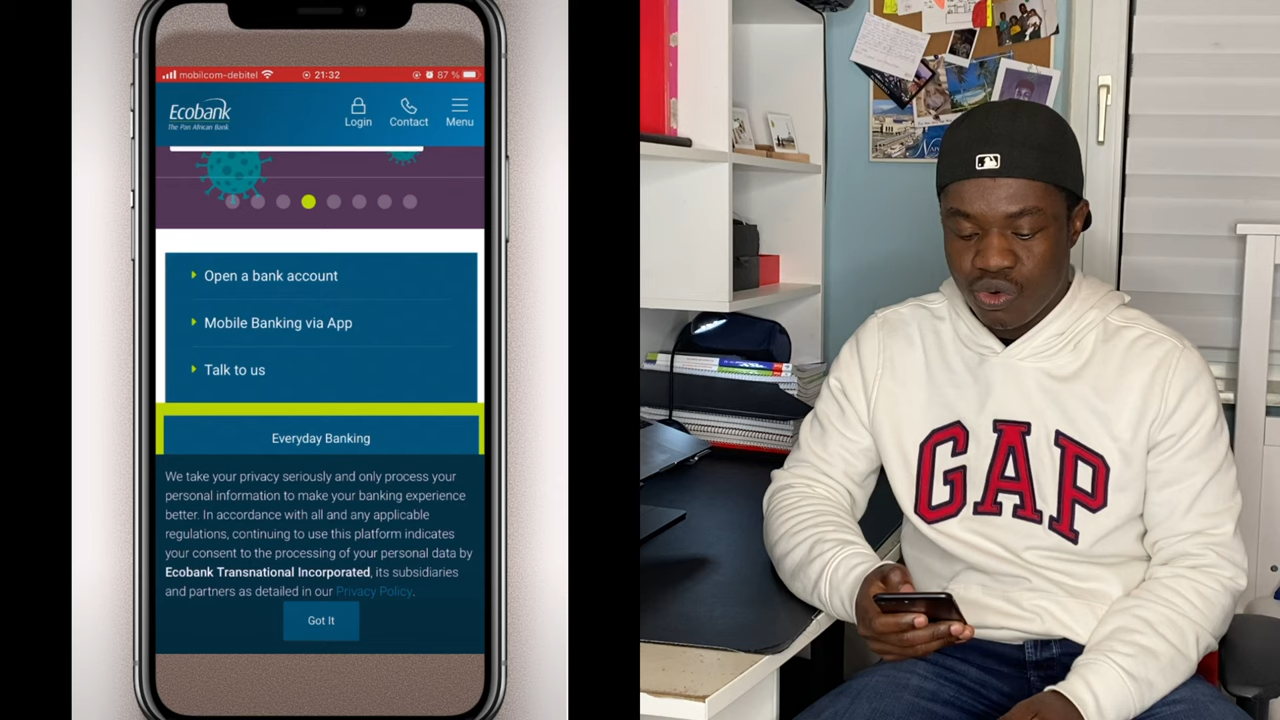 mobilcom-debitel
21:32
87 %
Ecobank
The Pan African Bank
Login
Contact
Menu
Open a bank account
Mobile Banking via App
Talk to us
Everyday Banking
We take your privacy seriously and only process your
personal information to make your banking experience
better. In accordance with all and any applicable
regulations, continuing to use this platform indicates
your consent to the processing of your personal data by
Ecobank Transnational Incorporated, its subsidiaries
and partners as detailed in our Privacy Policy.
Got It
GAP